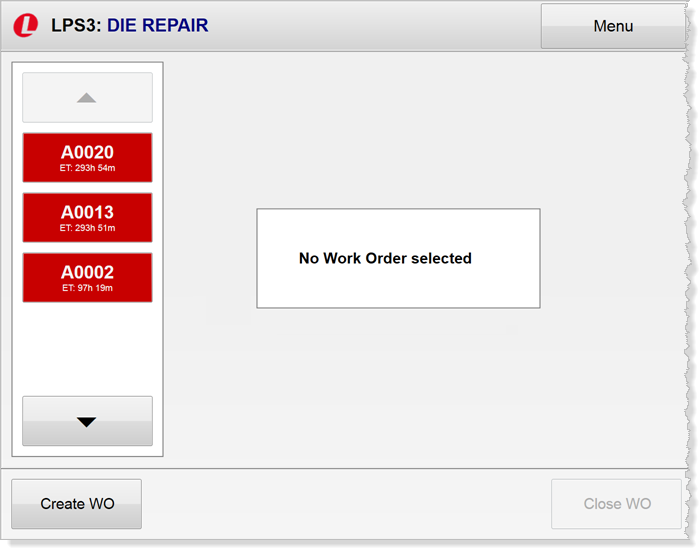 LPS3: DIE REPAIR
Menu
A0020
ET: 293h 54m
A0013
ET: 293h 51m
A0002
ET: 97h 19m
No Work Order selected
Create WO
Close WO